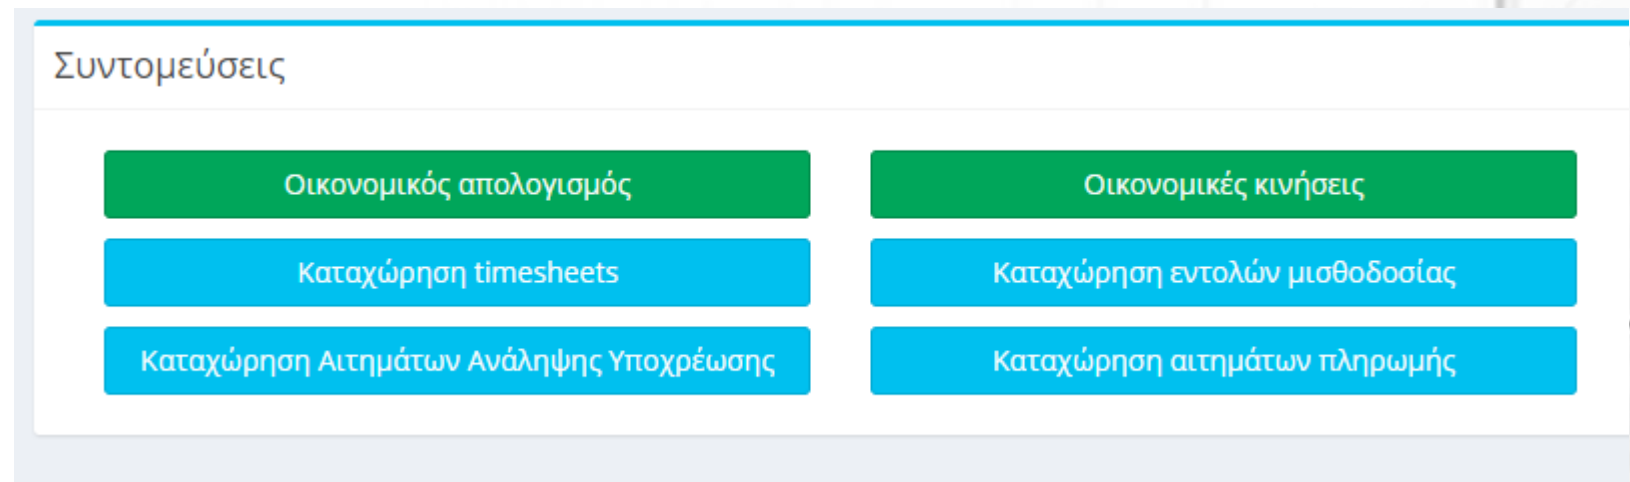 Συντομεύσεις
Οικονομικός απολογισμός
Οικονομικές κινήσεις
Καταχώρηση timesheets
Καταχώρηση εντολών μισθοδοσίας
Καταχώρηση Αιτημάτων Ανάληψης Υποχρέωσης
Καταχώρηση αιτημάτων πληρωμής